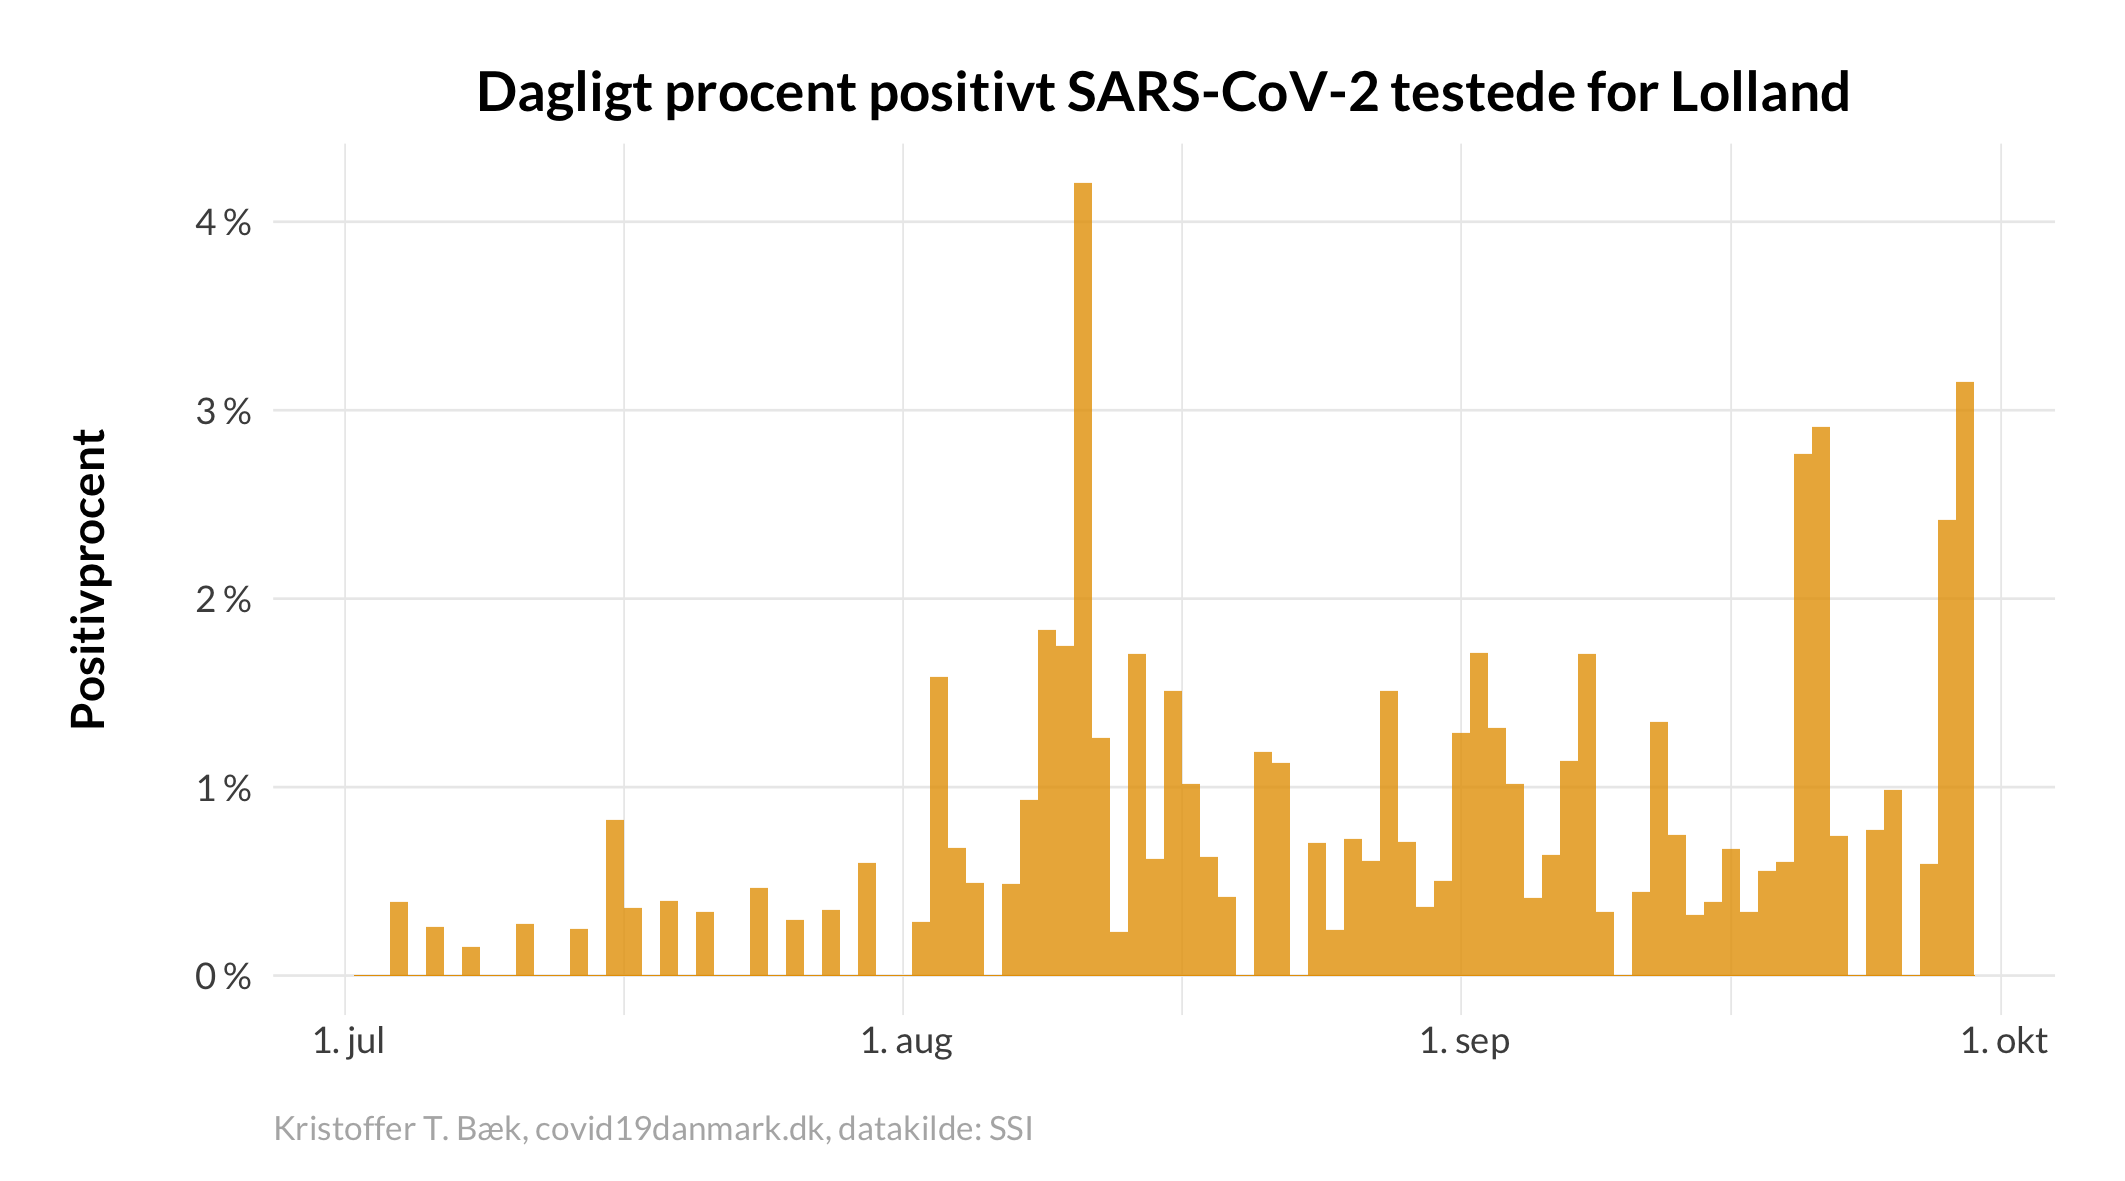 Dagligt procent positivt SARS-CoV-2 testede for Lolland
Positivprocent
4 %
3 %
2 %
1 %
0 %
1. jul
1. aug
1. sep
1. okt
Kristoffer T. Bæk, covid19danmark.dk, datakilde: SSI